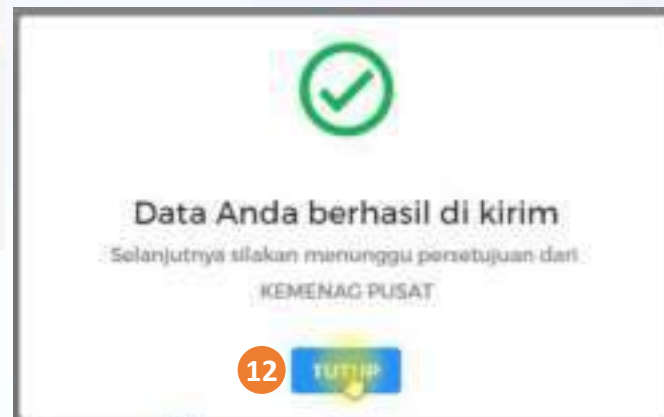 Data Anda berhasil di kirim
Selanjutnya silakan menunggu persetujuan dari
KEMENAG PUSAT
12 TUTUP